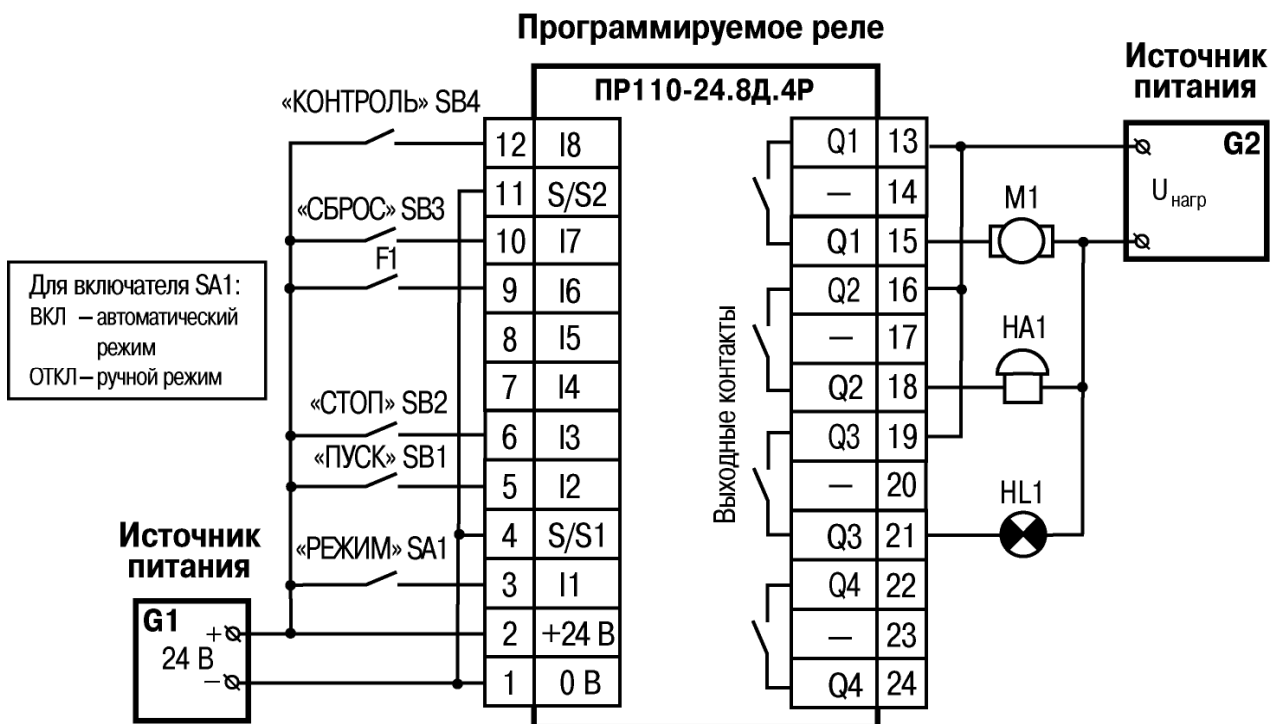 Программируемое реле
ПР110-24.8Д.4Р
Источник
питания
G1
+
24 В
–
Для включателя SA1:
ВКЛ – автоматический
режим
ОТКЛ – ручной режим
«КОНТРОЛЬ» SB4
«СБРОС» SB3
F1
«СТОП» SB2
«ПУСК» SB1
«РЕЖИМ» SA1
12 I8
11 S/S2
10 I7
9 I6
8 I5
7 I4
6 I3
5 I2
4 S/S1
3 I1
2 +24 В
1 0 В
Выходные контакты
Q1 13
— 14
Q1 15
Q2 16
— 17
Q2 18
Q3 19
— 20
Q3 21
Q4 22
— 23
Q4 24
M1
HA1
HL1
Источник
питания
G2
Uнагр